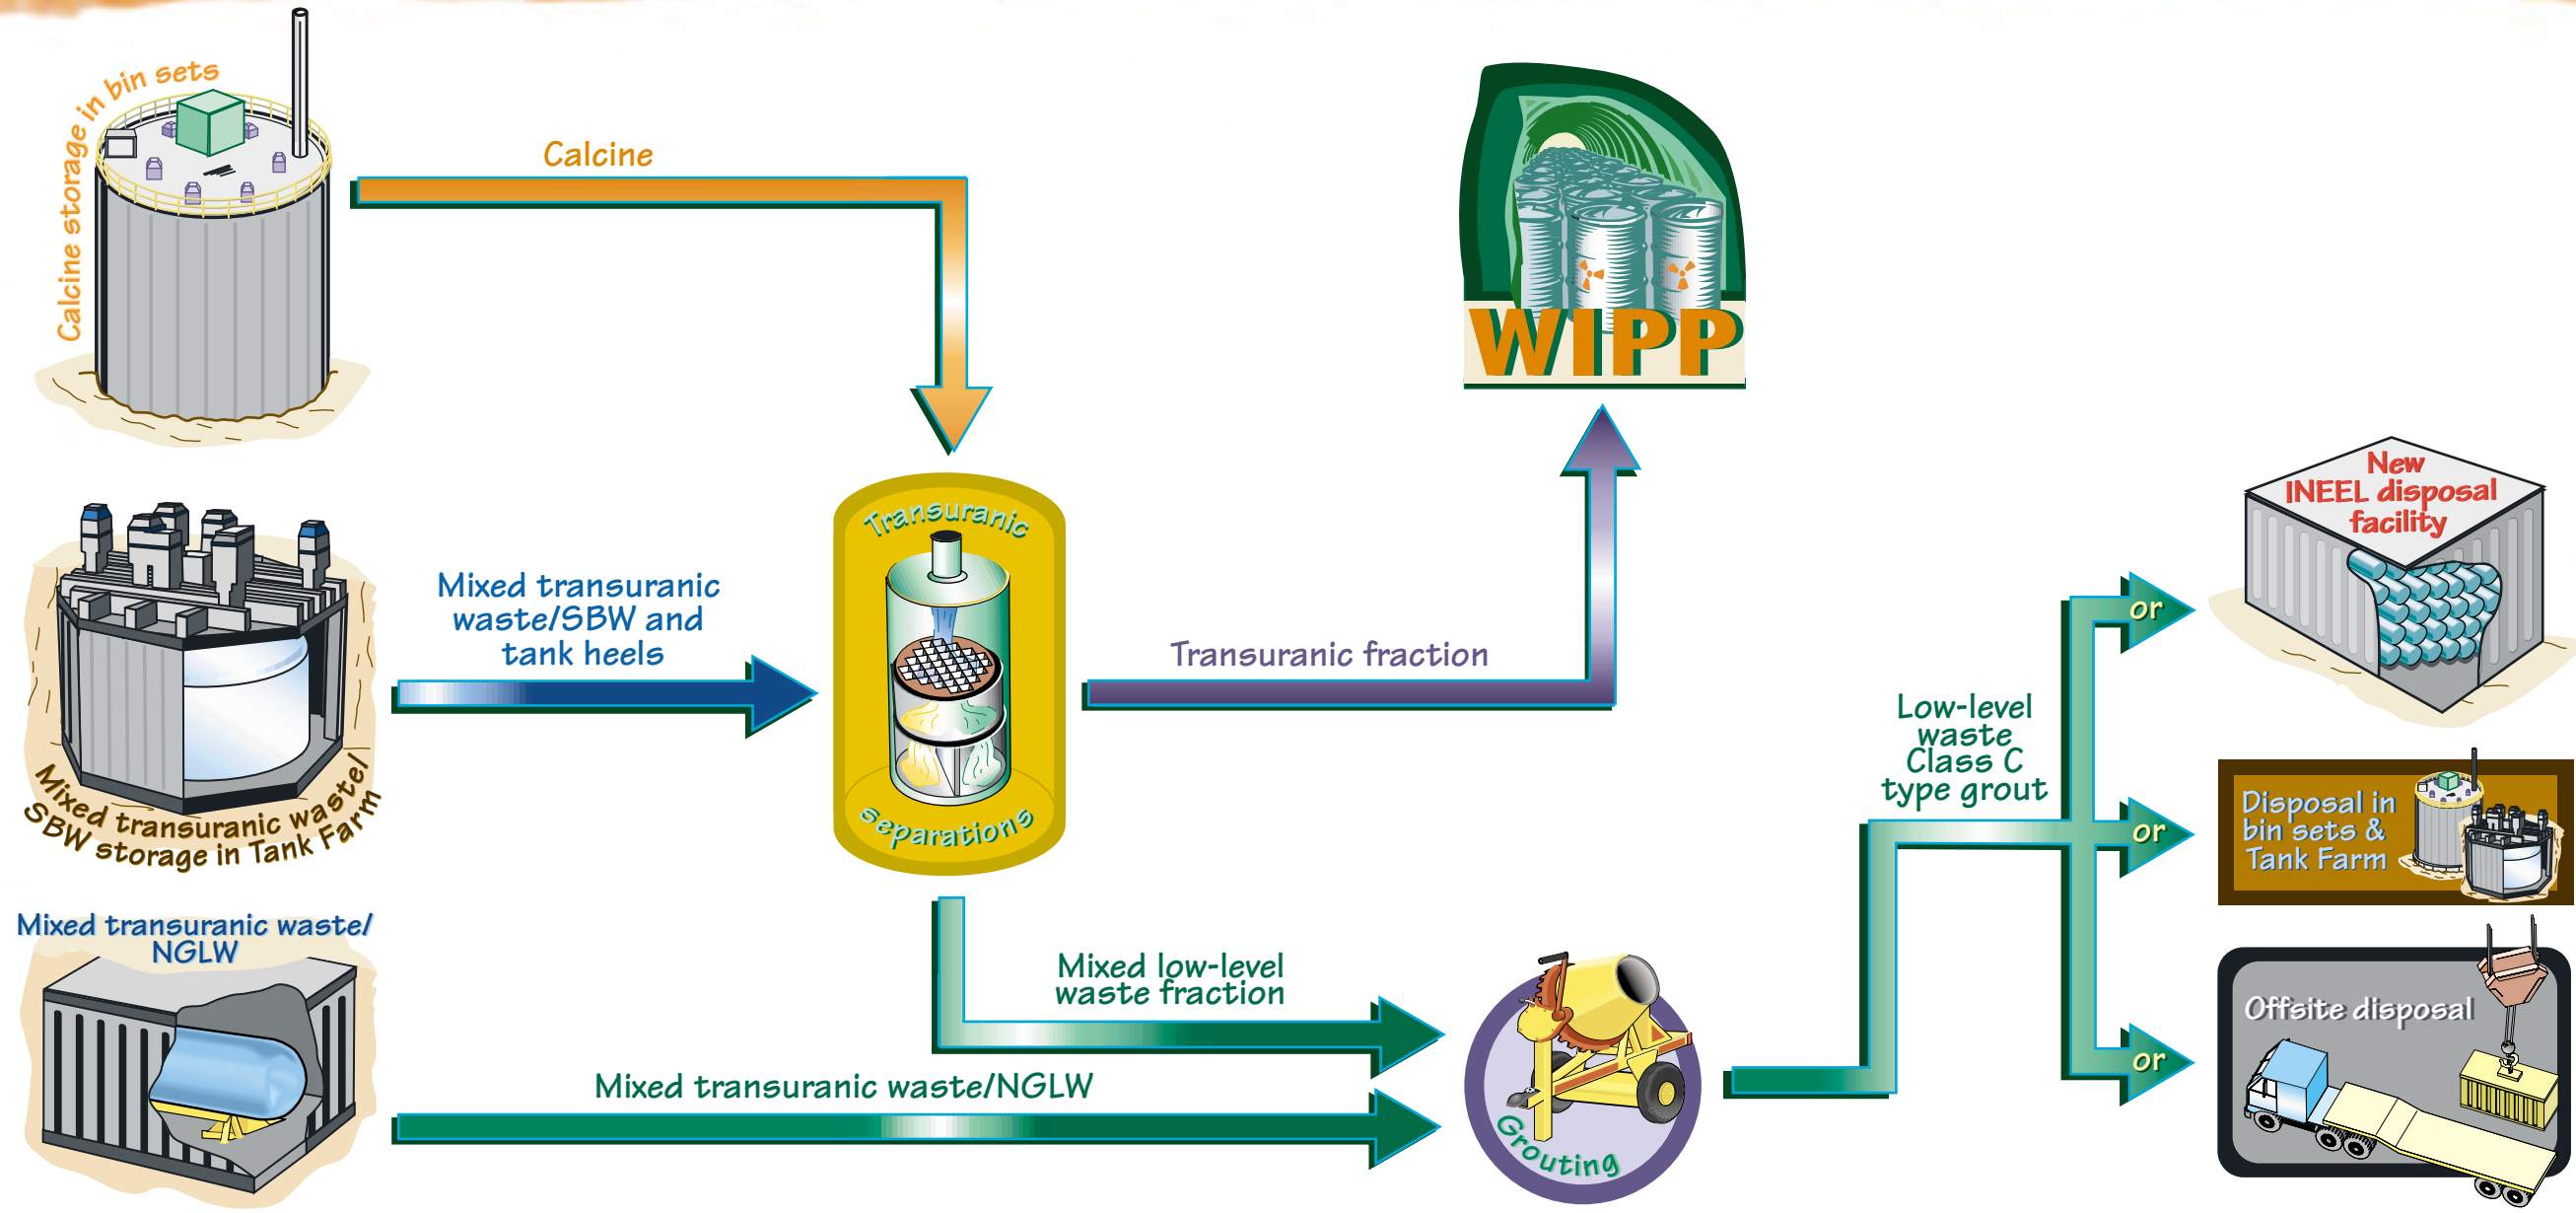 Calcine storage in bin sets
Calcine
WIPP
New
INEEL disposal
facility
Transuranic
separations
Mixed transuranic
waste/SBW and
tank heels
Transuranic fraction
Low-level
waste
Class C
type grout
or
or
or
Mixed transuranic waste/
SBW storage in Tank Farm
Disposal in
bin sets &
Tank Farm
Mixed transuranic waste/
NGLW
Mixed low-level
waste fraction
Mixed transuranic waste/NGLW
Grouting
Offsite disposal